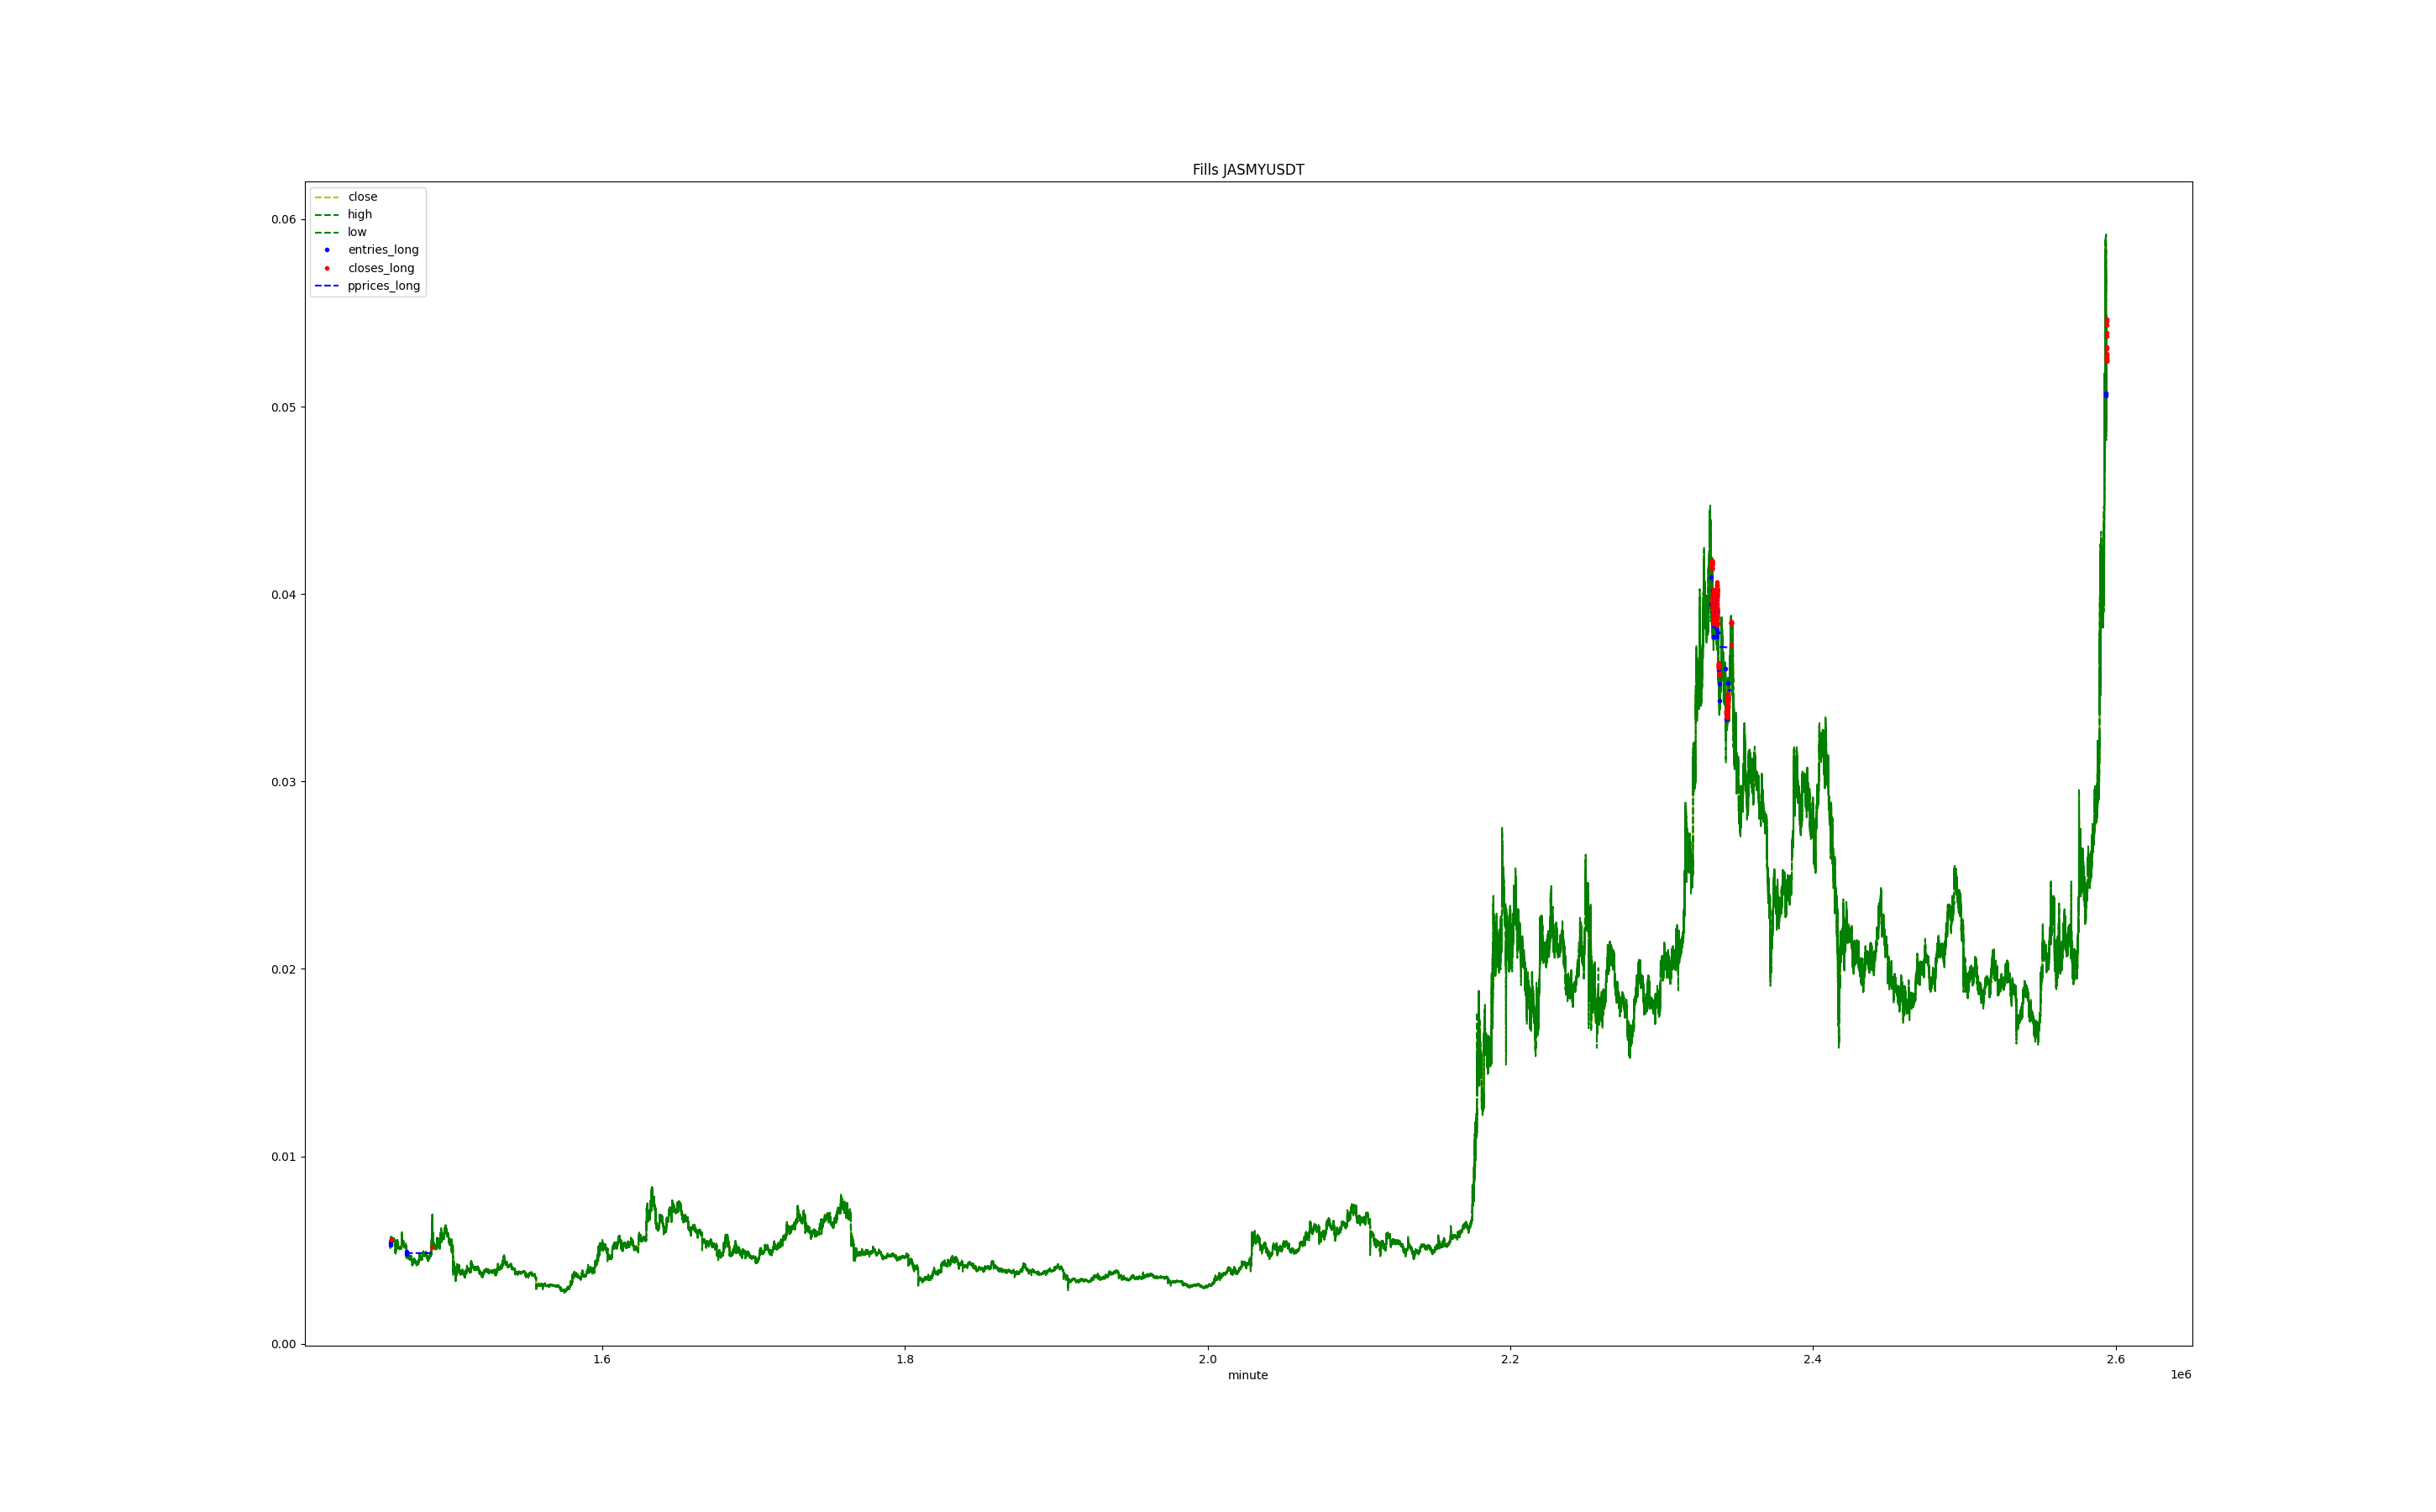 Fills JASMYUSDT
close
high
low
entries_long
closes_long
pprices_long
0.06
0.05
0.04
0.03
0.02
0.01
0.00
1.6
1.8
2.0
2.2
2.4
2.6
minute
1e6